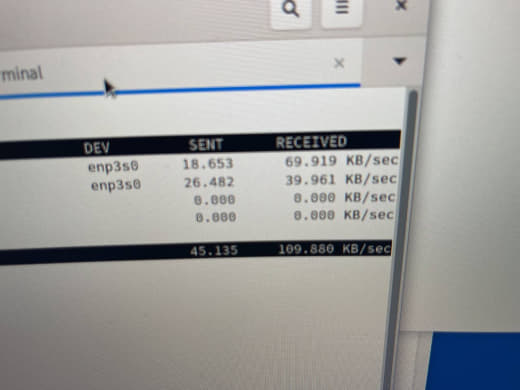 minal
DEV SENT RECEIVED
enp3s0 18.653 69.919 KB/sec
enp3s0 26.482 39.961 KB/sec
0.000 0.000 KB/sec
0.000 0.000 KB/sec
45.135 109.880 KB/sec